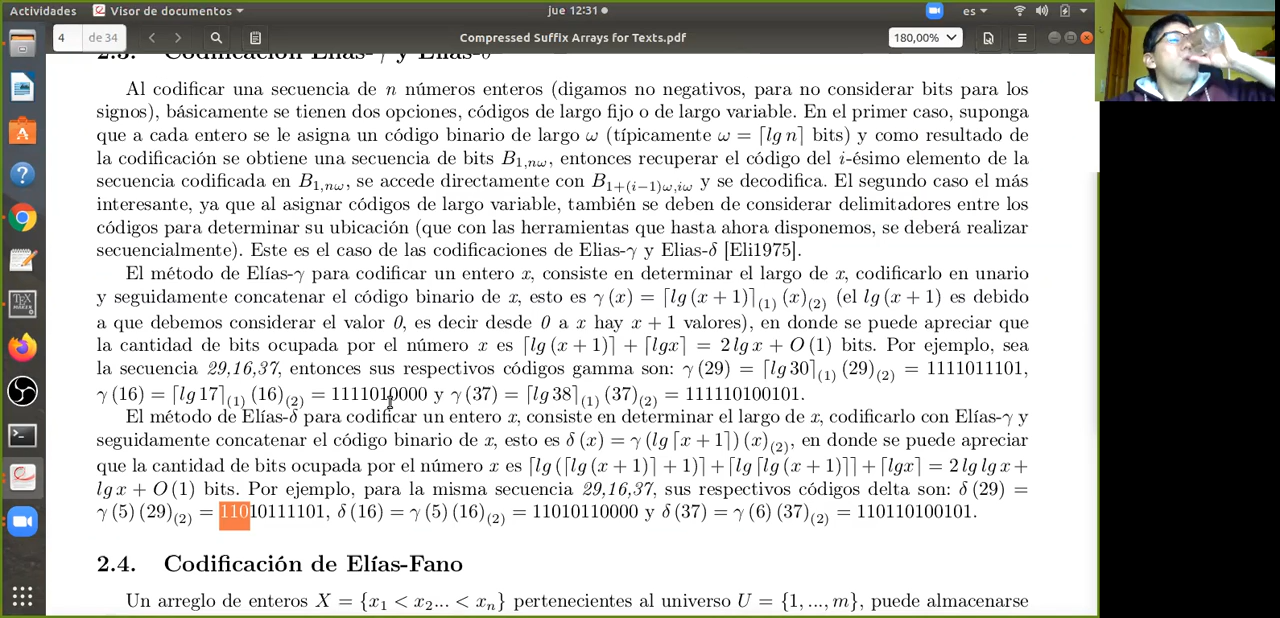 Actividades Visor de documentos jue 12:31 es
4 de 34 Compressed Suffix Arrays for Texts.pdf 180,00%
2.3. Codificación Elías-γ y Elías-δ
Al codificar una secuencia de n números enteros (digamos no negativos, para no considerar bits para los
signos), básicamente se tienen dos opciones, códigos de largo fijo o de largo variable. En el primer caso, suponga
que a cada entero se le asigna un código binario de largo ω (típicamente ω = ⌈lg n⌉ bits) y como resultado de
la codificación se obtiene una secuencia de bits B1,nω, entonces recuperar el código del i-ésimo elemento de la
secuencia codificada en B1,nω, se accede directamente con B1+(i−1)ω,iω y se decodifica. El segundo caso el más
interesante, ya que al asignar códigos de largo variable, también se deben de considerar delimitadores entre los
códigos para determinar su ubicación (que con las herramientas que hasta ahora disponemos, se deberá realizar
secuencialmente). Este es el caso de las codificaciones de Elias-γ y Elias-δ [Eli1975].
El método de Elías-γ para codificar un entero x, consiste en determinar el largo de x, codificarlo en unario
y seguidamente concatenar el código binario de x, esto es γ (x) = ⌈lg (x + 1)⌉(1) (x)(2) (el lg (x + 1) es debido
a que debemos considerar el valor 0, es decir desde 0 a x hay x + 1 valores), en donde se puede apreciar que
la cantidad de bits ocupada por el número x es ⌈lg (x + 1)⌉ + ⌈lgx⌉ = 2 lg x + O (1) bits. Por ejemplo, sea
la secuencia 29,16,37, entonces sus respectivos códigos gamma son: γ (29) = ⌈lg 30⌉(1) (29)(2) = 1111011101,
γ (16) = ⌈lg 17⌉(1) (16)(2) = 1111010000 y γ (37) = ⌈lg 38⌉(1) (37)(2) = 111110100101.
El método de Elías-δ para codificar un entero x, consiste en determinar el largo de x, codificarlo con Elías-γ y
seguidamente concatenar el código binario de x, esto es δ (x) = γ (lg ⌈x + 1⌉) (x)(2), en donde se puede apreciar
que la cantidad de bits ocupada por el número x es ⌈lg (⌈lg (x + 1)⌉ + 1)⌉ + ⌈lg ⌈lg (x + 1)⌉⌉ + ⌈lgx⌉ = 2 lg lg x +
lg x + O (1) bits. Por ejemplo, para la misma secuencia 29,16,37, sus respectivos códigos delta son: δ (29) =
γ (5) (29)(2) = 11010111101, δ (16) = γ (5) (16)(2) = 11010110000 y δ (37) = γ (6) (37)(2) = 110110100101.
2.4. Codificación de Elías-Fano
Un arreglo de enteros X = {x1 < x2... < xn} pertenecientes al universo U = {1, ..., m}, puede almacenarse